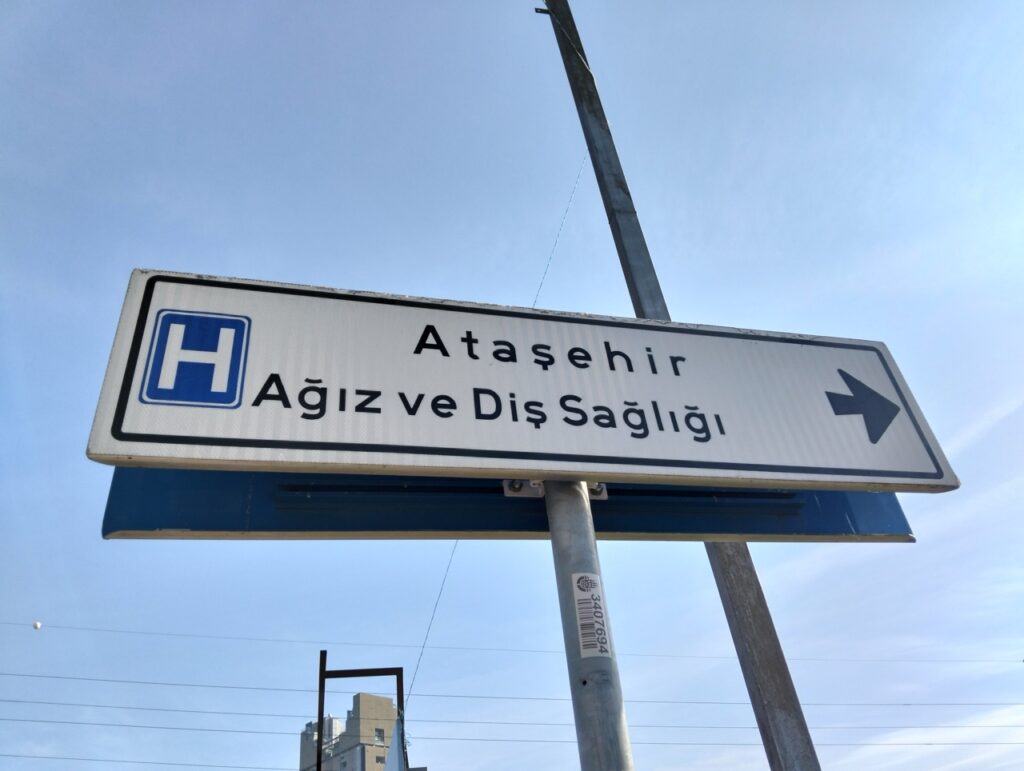 H
Ataşehir
Ağız ve Diş Sağlığı
3407694